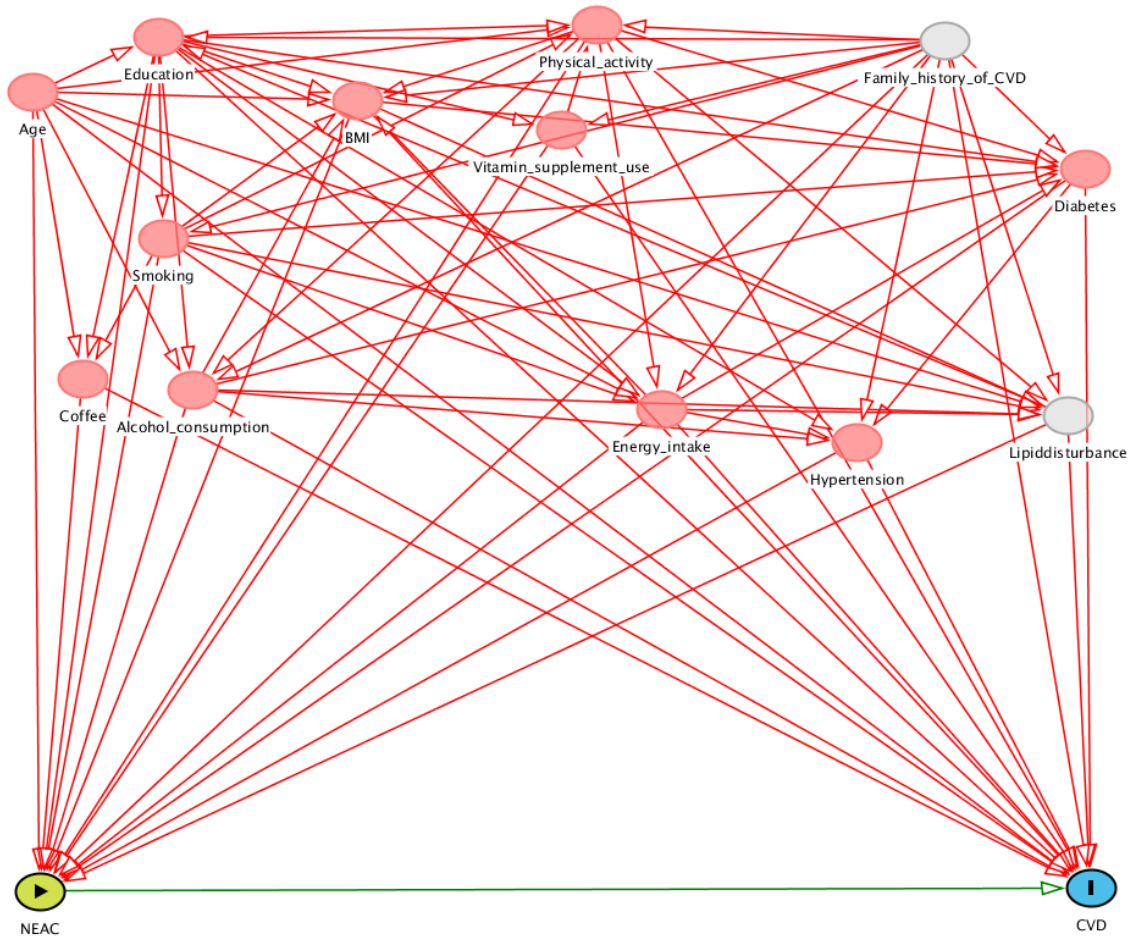 Education
Physical_activity
Family_history_of_CVD
Age
BMI
Vitamin_supplement_use
Diabetes
Smoking
Coffee
Alcohol_consumption
Energy_intake
Hypertension
Lipiddisturbance
NEAC
CVD